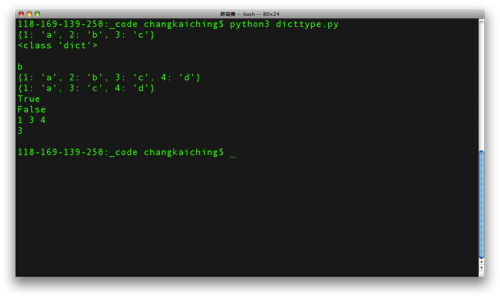 終端機 — bash — 80×24
118-169-139-250:_code changkaiching$ python3 dicttype.py
{1: 'a', 2: 'b', 3: 'c'}
<class 'dict'>
b
{1: 'a', 2: 'b', 3: 'c', 4: 'd'}
{1: 'a', 3: 'c', 4: 'd'}
True
False
1 3 4
3
118-169-139-250:_code changkaiching$ _